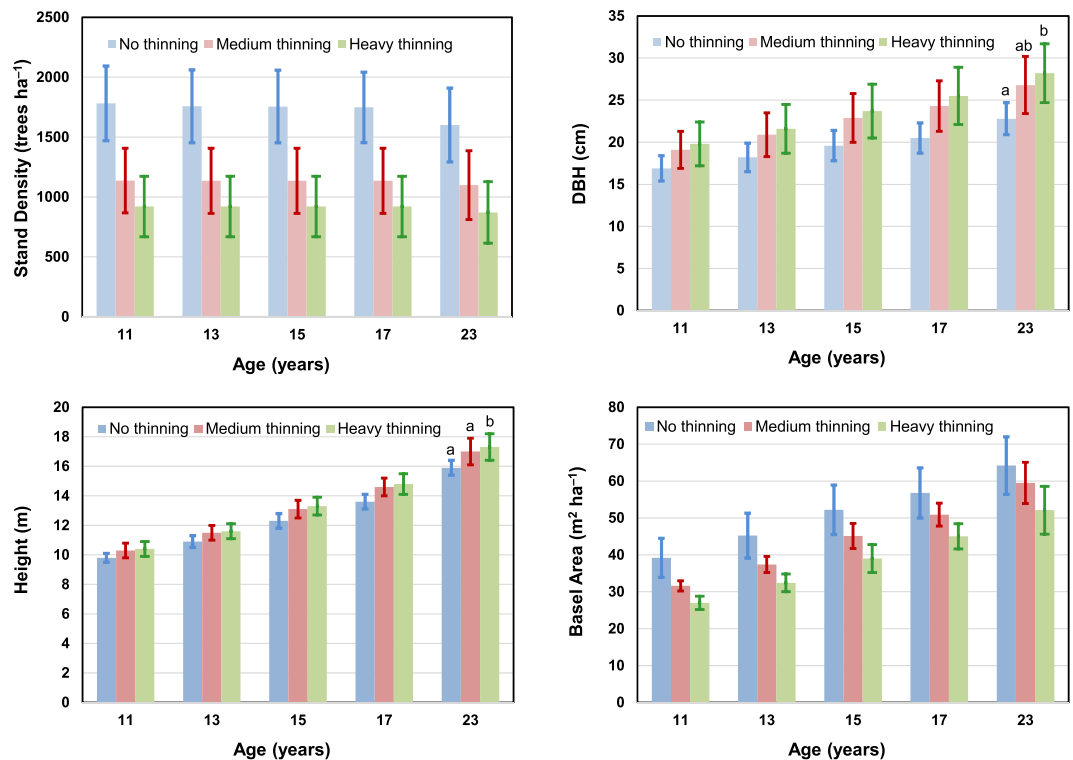 Stand Density (trees ha⁻¹)
2500
2000
1500
1000
500
0
No thinning Medium thinning Heavy thinning
11 13 15 17 23
Age (years)
DBH (cm)
35
30
25
20
15
10
5
0
No thinning Medium thinning Heavy thinning
a ab b
11 13 15 17 23
Age (years)
Height (m)
20
18
16
14
12
10
8
6
4
2
0
No thinning Medium thinning Heavy thinning
a a b
11 13 15 17 23
Age (years)
Basel Area (m² ha⁻¹)
80
70
60
50
40
30
20
10
0
No thinning Medium thinning Heavy thinning
11 13 15 17 23
Age (years)